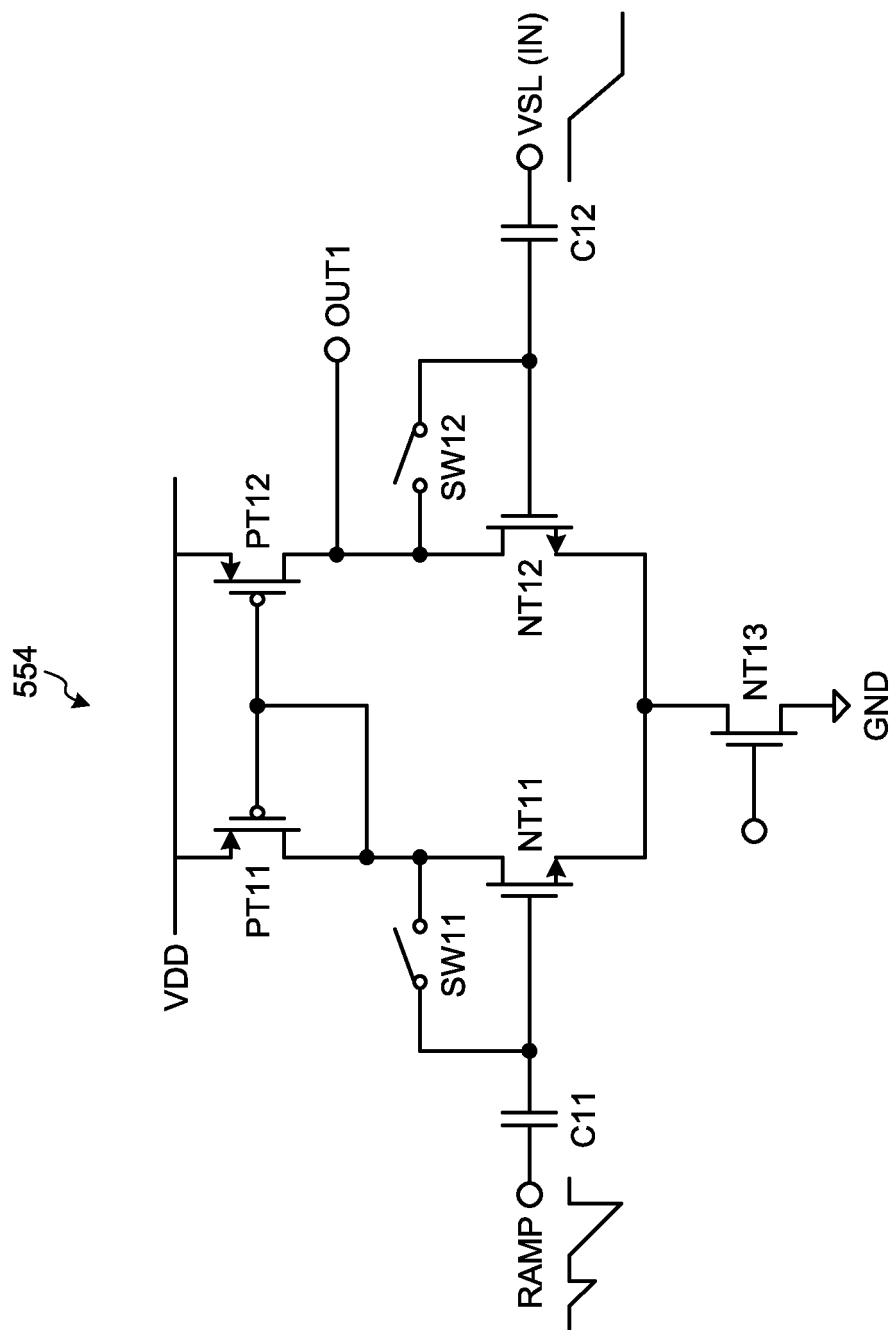 554
VDD
PT11
PT12
OUT1
SW11
SW12
RAMP
C11
NT11
NT12
C12
VSL (IN)
NT13
GND